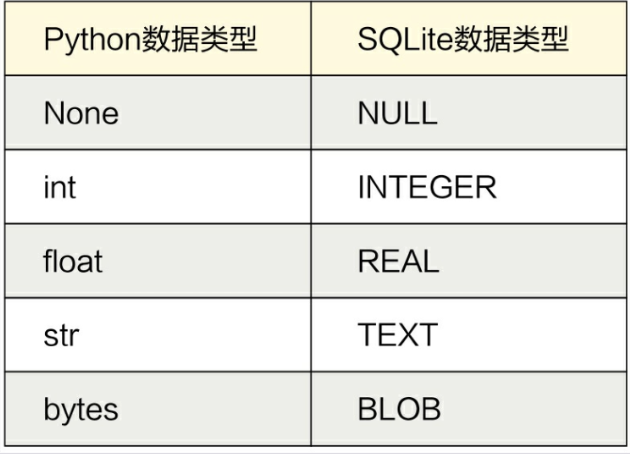 Python数据类型 SQLite数据类型
None NULL
int INTEGER
float REAL
str TEXT
bytes BLOB